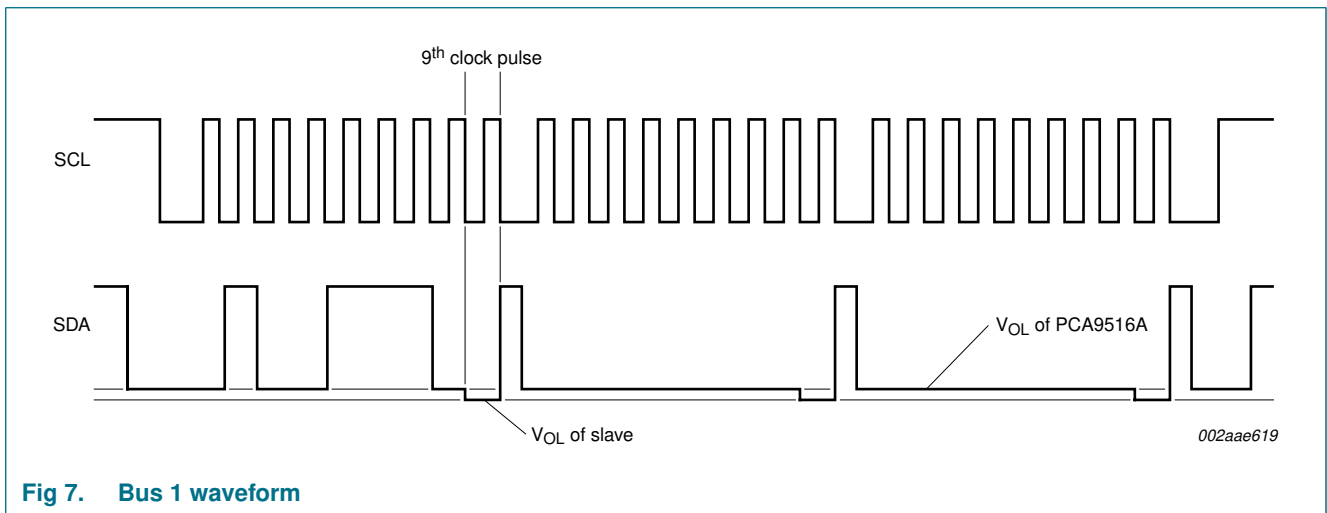 9th clock pulse
SCL
SDA
VOL of PCA9516A
VOL of slave
002aae619
Fig 7. Bus 1 waveform